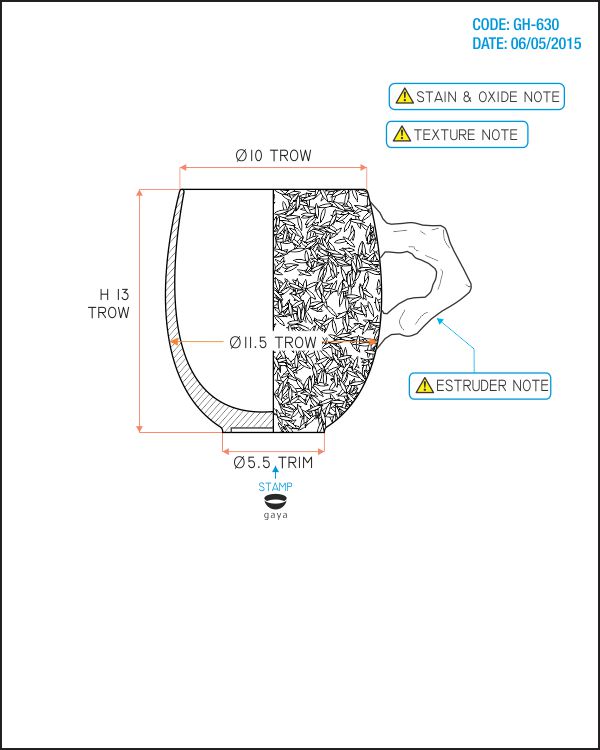 CODE: GH-630
DATE: 06/05/2015
STAIN & OXIDE NOTE
TEXTURE NOTE
Ø10 TROW
H 13
TROW
Ø11.5 TROW
ESTRUDER NOTE
Ø5.5 TRIM
STAMP
gaya